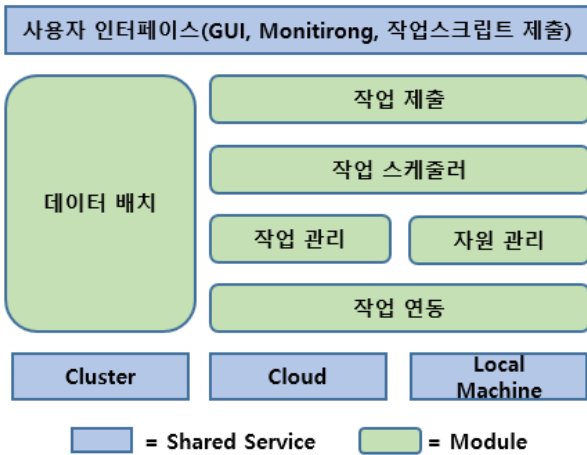 사용자 인터페이스(GUI, Monitirong, 작업스크립트 제출)
데이터 배치
작업 제출
작업 스케줄러
작업 관리
자원 관리
작업 연동
Cluster
Cloud
Local
Machine
= Shared Service
= Module